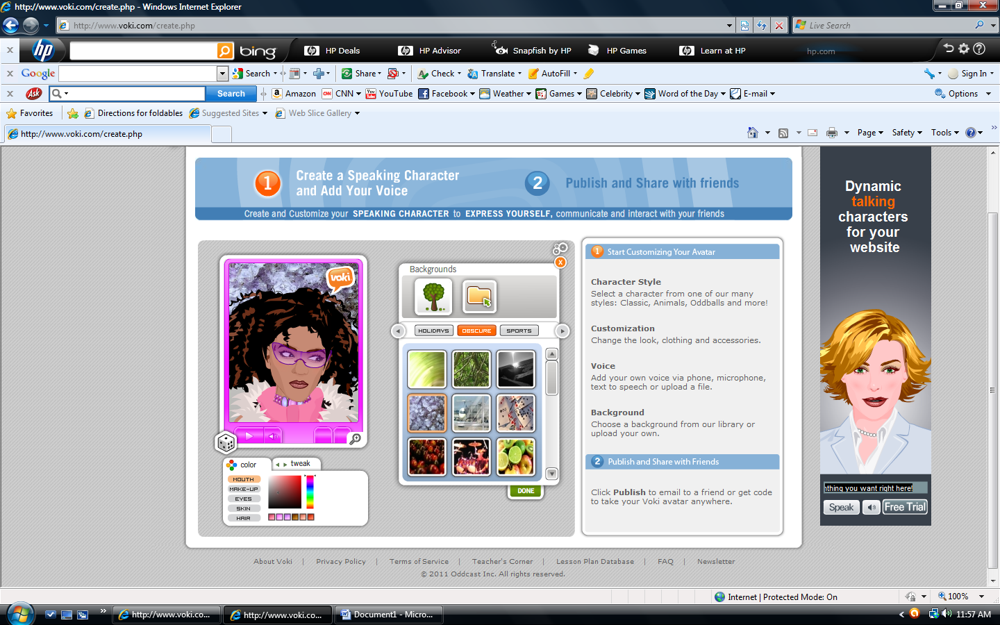 http://www.voki.com/create.php - Windows Internet Explorer
http://www.voki.com/create.php
Live Search
x hp bing HP Deals HP Advisor Snapfish by HP HP Games Learn at HP hp.com
x Google Search Share Check Translate AutoFill Sign In
x Ask Search Amazon CNN YouTube Facebook Weather Games Celebrity Word of the Day E-mail Options
Favorites Directions for foldables Suggested Sites Web Slice Gallery
http://www.voki.com/create.php Page Safety Tools
1 Create a Speaking Character
and Add Your Voice
2 Publish and Share with friends
Create and Customize your SPEAKING CHARACTER to EXPRESS YOURSELF, communicate and interact with your friends
voki
color
tweak
MOUTH
MAKE-UP
EYES
SKIN
HAIR
X
Backgrounds
HOLIDAYS OBSCURE SPORTS
DONE
1 Start Customizing Your Avatar
Character Style
Select a character from one of our many
styles: Classic, Animals, Oddballs and more!
Customization
Change the look, clothing and accessories.
Voice
Add your own voice via phone, microphone,
text to speech or upload a file.
Background
Choose a background from our library or
upload your own.
2 Publish and Share with Friends
Click Publish to email to a friend or get code
to take your Voki avatar anywhere.
Dynamic
talking
characters
for your
website
nthing you want right here!
Speak Free Trial
About Voki | Privacy Policy | Terms of Service | Teacher's Corner | Lesson Plan Database | FAQ | Newsletter
© 2011 Oddcast Inc. All rights reserved.
Internet | Protected Mode: On 100%
http://www.voki.co... http://www.voki.co... Document1 - Micro... 11:57 AM